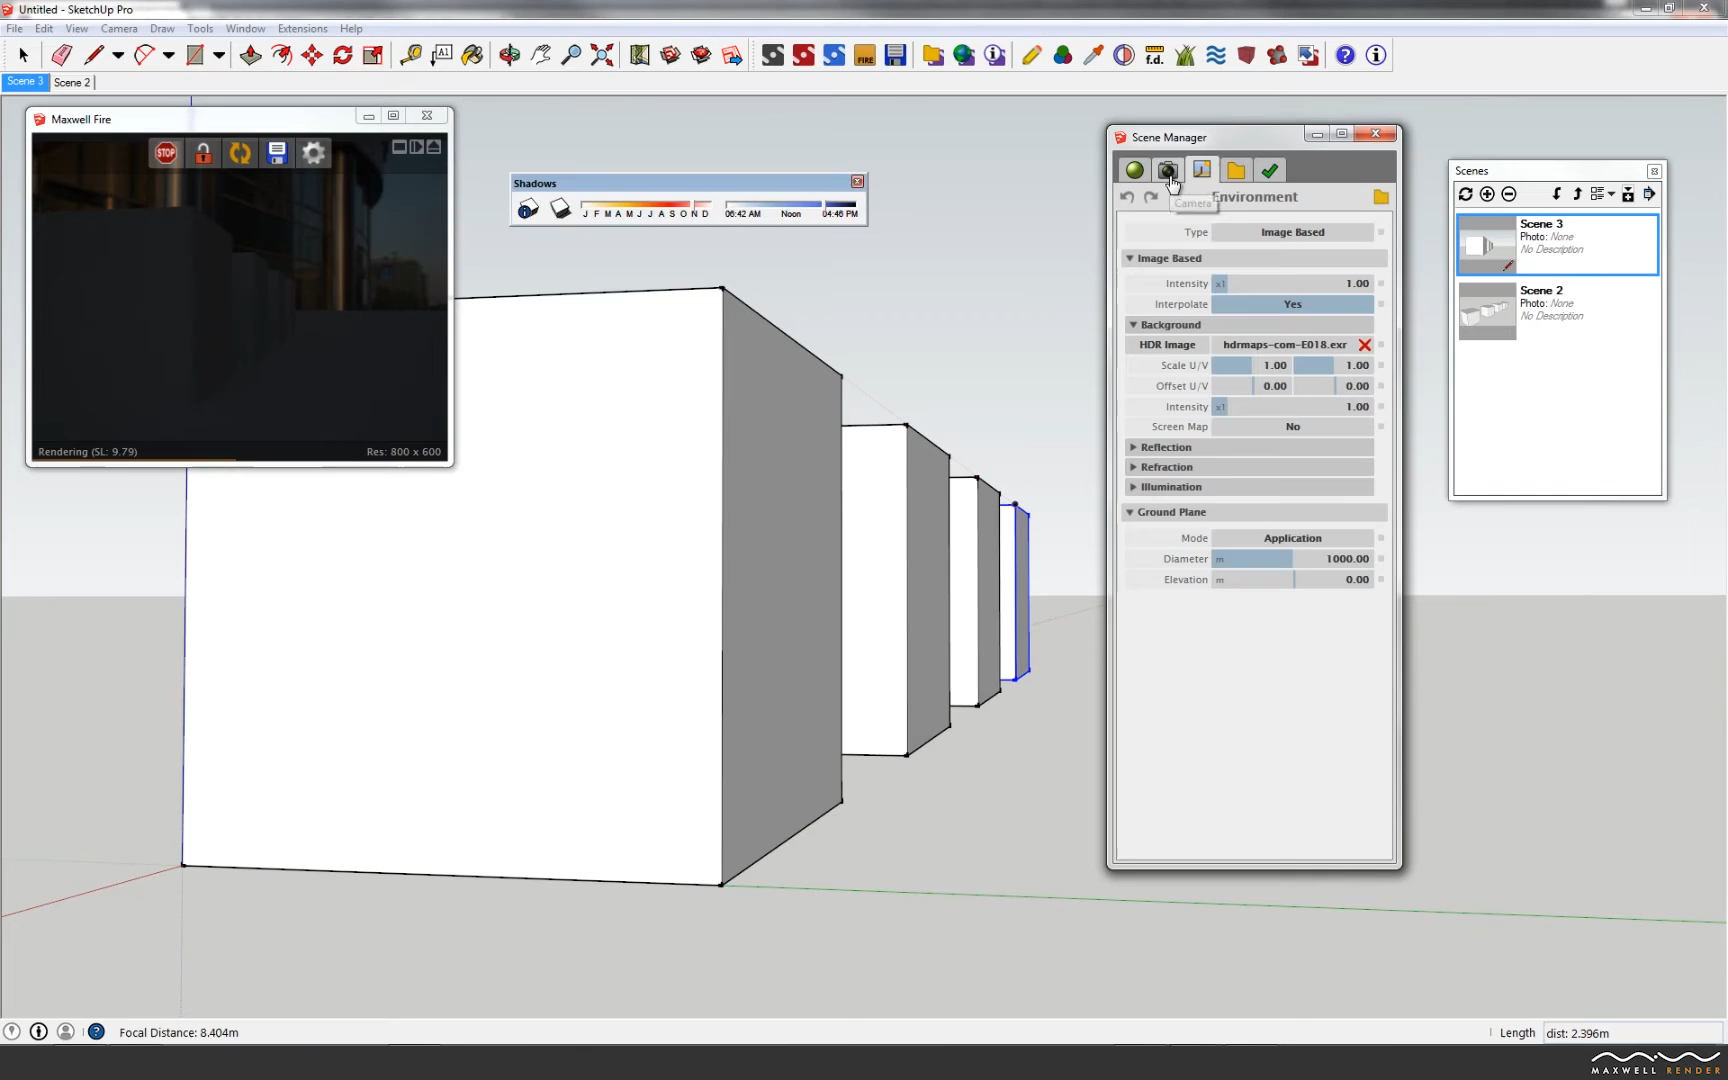 Untitled - SketchUp Pro
File Edit View Camera Draw Tools Window Extensions Help
A1
FIRE
f.d.
Scene 3 Scene 2
Maxwell Fire
STOP
Rendering (SL: 9.79) Res: 800 x 600
Shadows
J F M A M J J A S O N D 06:42 AM Noon 04:46 PM
Scene Manager
Environment
Camera
Type Image Based
Image Based
Intensity x1 1.00
Interpolate Yes
Background
HDR Image hdrmaps-com-E018.exr
Scale U/V 1.00 1.00
Offset U/V 0.00 0.00
Intensity x1 1.00
Screen Map No
Reflection
Refraction
Illumination
Ground Plane
Mode Application
Diameter m 1000.00
Elevation m 0.00
Scenes
Scene 3
Photo: None
No Description
Scene 2
Photo: None
No Description
Focal Distance: 8.404m
Length dist: 2.396m
MAXWELL RENDER